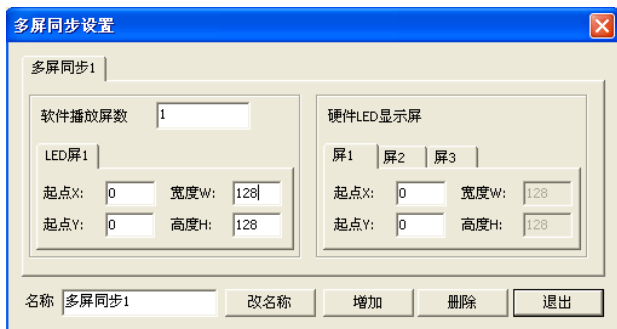 多屏同步设置
多屏同步1
软件播放屏数 1
LED屏1
起点X: 0 宽度W: 128
起点Y: 0 高度H: 128
硬件LED显示屏
屏1 屏2 屏3
起点X: 0 宽度W: 128
起点Y: 0 高度H: 128
名称 多屏同步1 改名称 增加 删除 退出